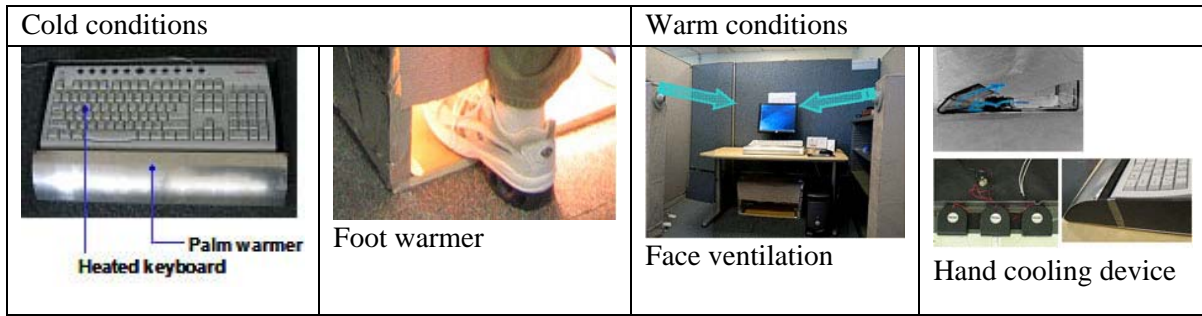 Cold conditions
Warm conditions
Palm warmer
Heated keyboard
Foot warmer
Face ventilation
Hand cooling device